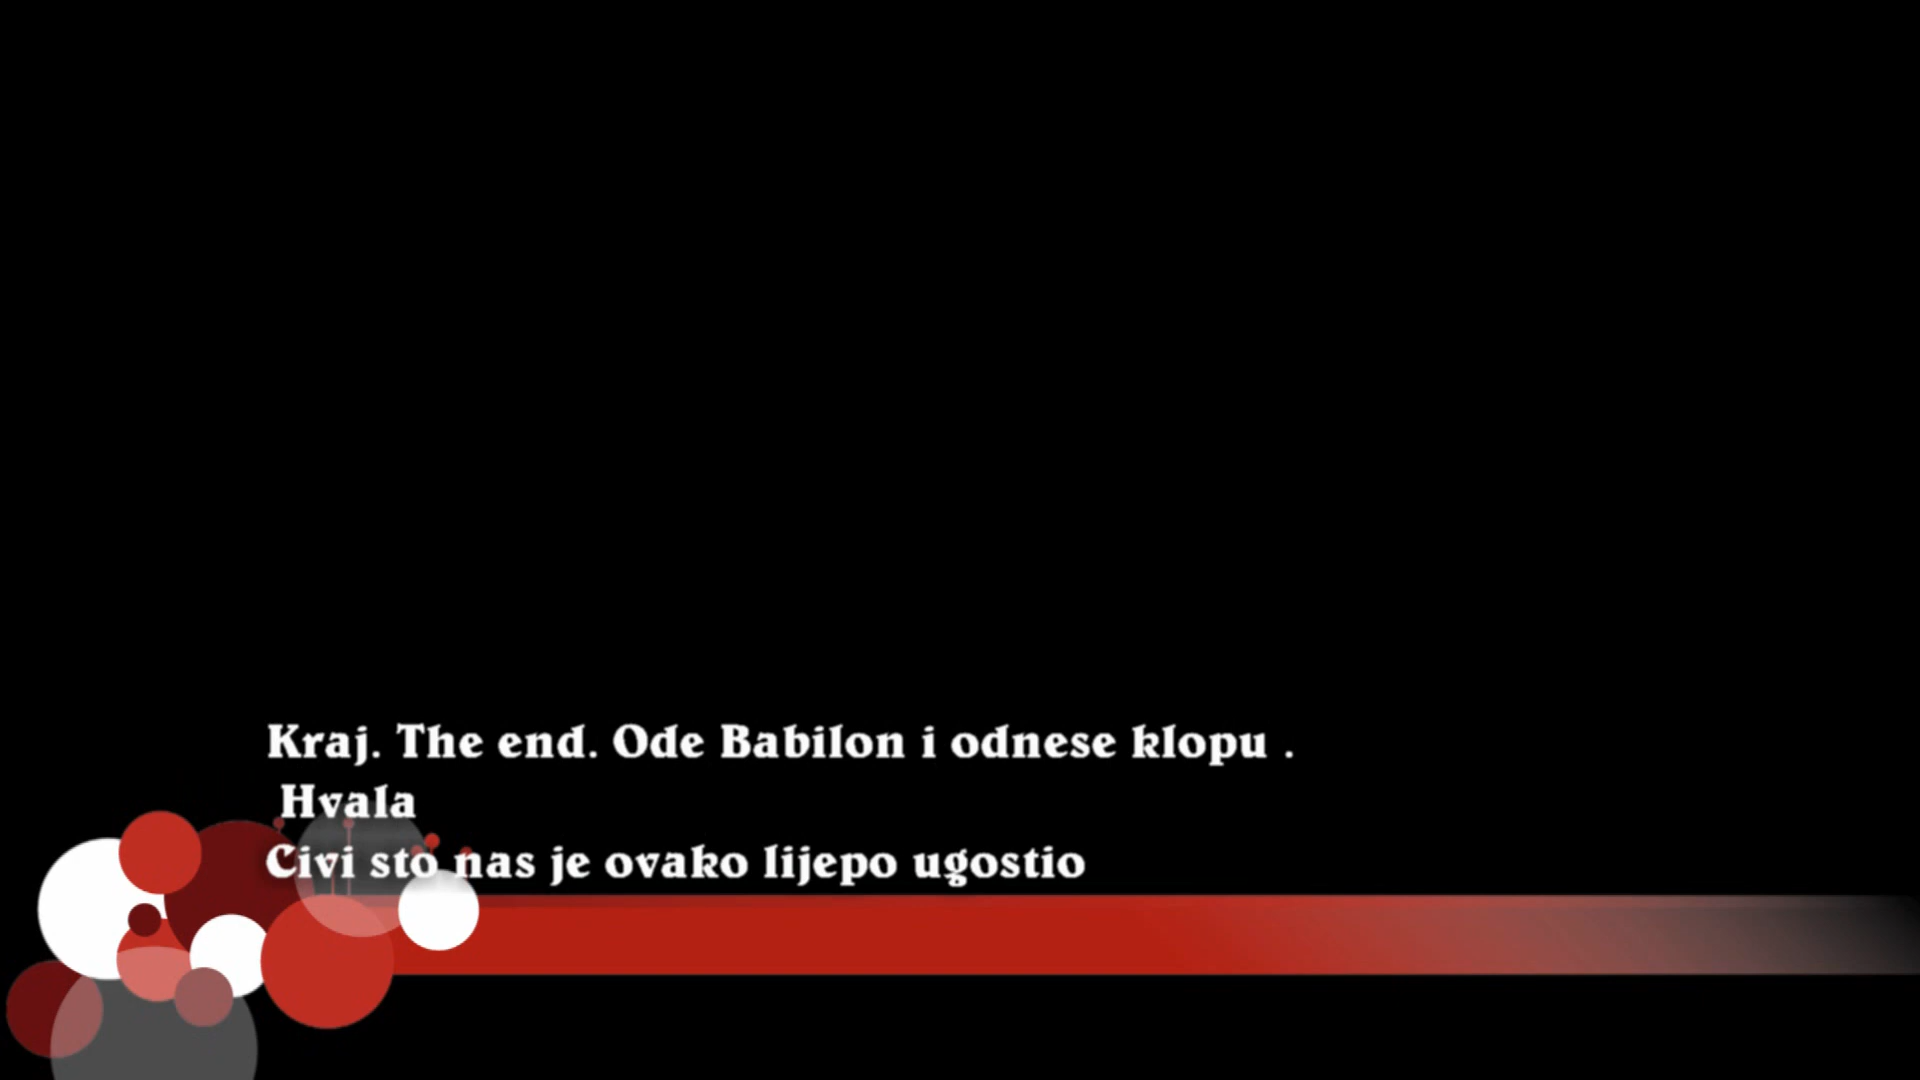 Kraj. The end. Ode Babilon i odnese klopu .
Hvala
Civi sto nas je ovako lijepo ugostio